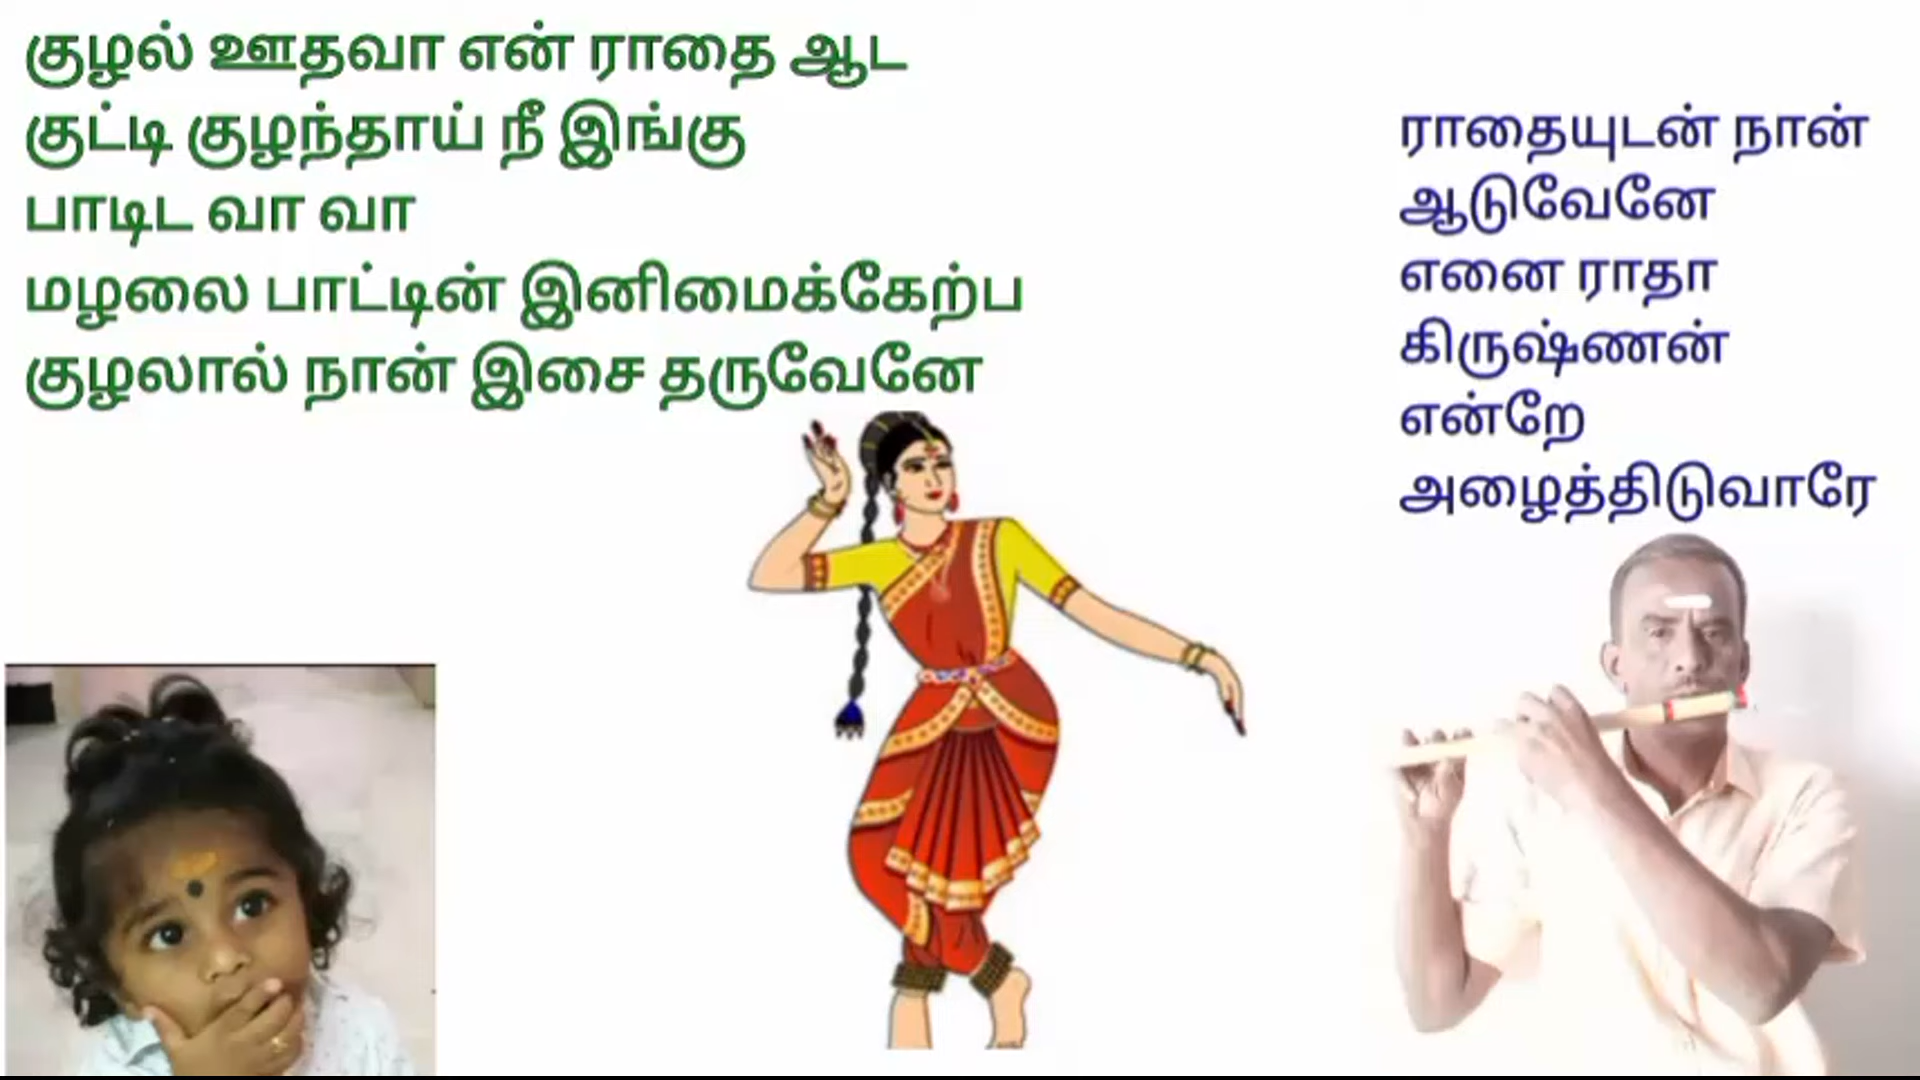 குழல் ஊதவா என் ராதை ஆட
குட்டி குழந்தாய் நீ இங்கு
பாடிட வா வா
மழலை பாட்டின் இனிமைக்கேற்ப
குழலால் நான் இசை தருவேனே
ராதையுடன் நான்
ஆடுவேனே
எனை ராதா
கிருஷ்ணன்
என்றே
அழைத்திடுவாரே